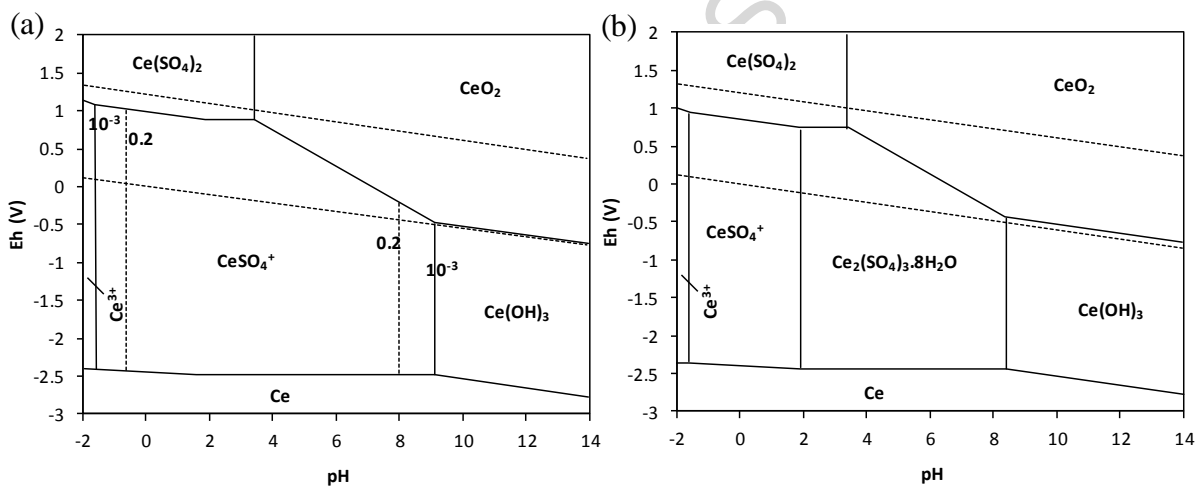 (a)
2
1.5
1
0.5
0
-0.5
-1
-1.5
-2
-2.5
-3
Eh (V)
Ce(SO₄)₂
CeO₂
10⁻³
0.2
CeSO₄⁺
0.2
10⁻³
Ce³⁺
Ce(OH)₃
Ce
-2 0 2 4 6 8 10 12 14
pH
(b)
2
1.5
1
0.5
0
-0.5
-1
-1.5
-2
-2.5
-3
Eh (V)
Ce(SO₄)₂
CeO₂
CeSO₄⁺
Ce₂(SO₄)₃.8H₂O
Ce³⁺
Ce(OH)₃
Ce
-2 0 2 4 6 8 10 12 14
pH